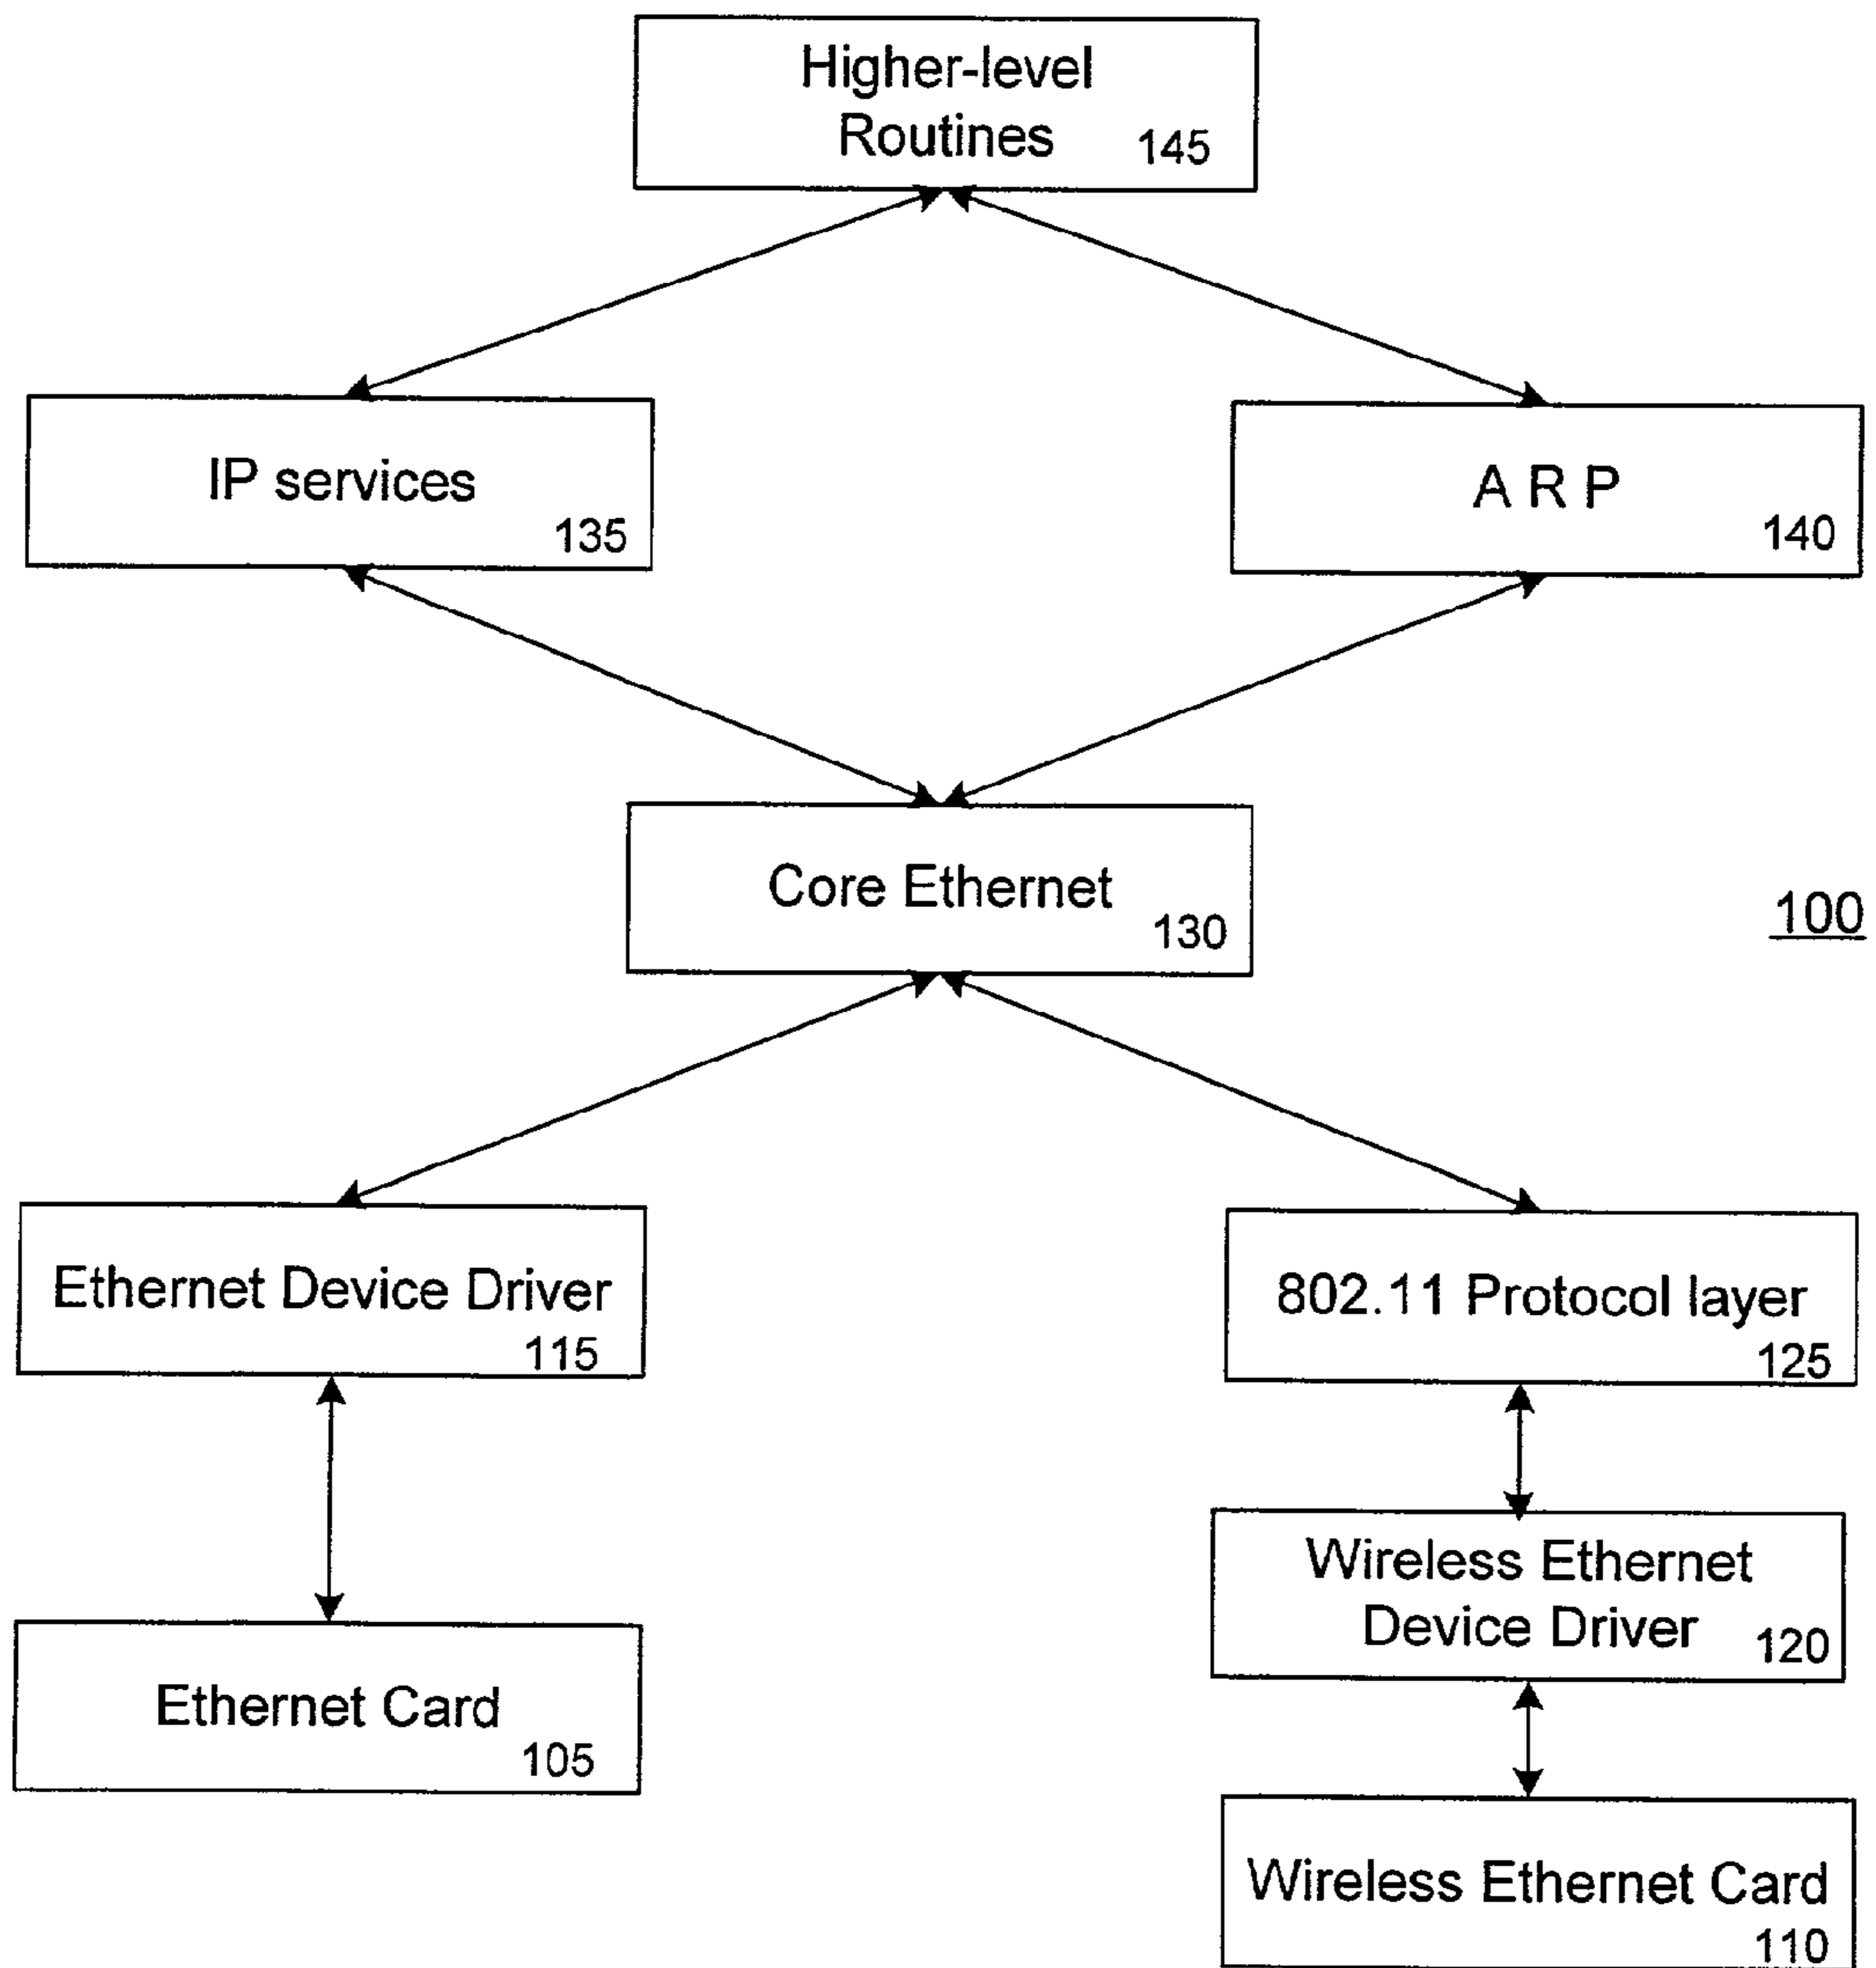 Higher-level
Routines 145
IP services
135
A R P
140
Core Ethernet
130
100
Ethernet Device Driver
115
802.11 Protocol layer
125
Wireless Ethernet
Device Driver 120
Ethernet Card
105
Wireless Ethernet Card
110